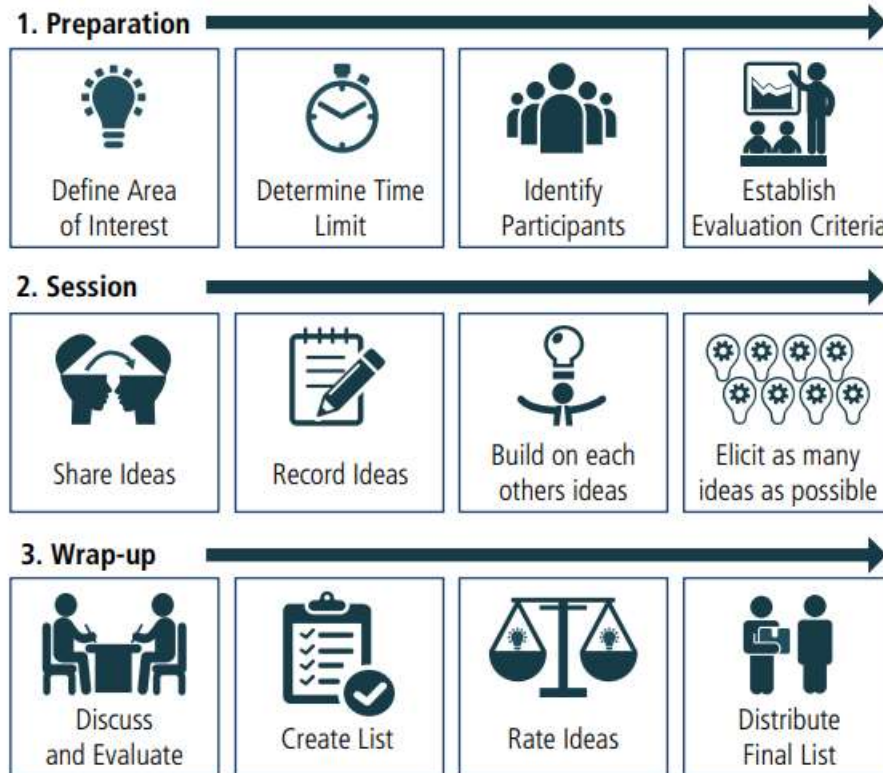 1. Preparation
Define Area
of Interest
Determine Time
Limit
Identify
Participants
Establish
Evaluation Criteria
2. Session
Share Ideas
Record Ideas
Build on each
others ideas
Elicit as many
ideas as possible
3. Wrap-up
Discuss
and Evaluate
Create List
Rate Ideas
Distribute
Final List